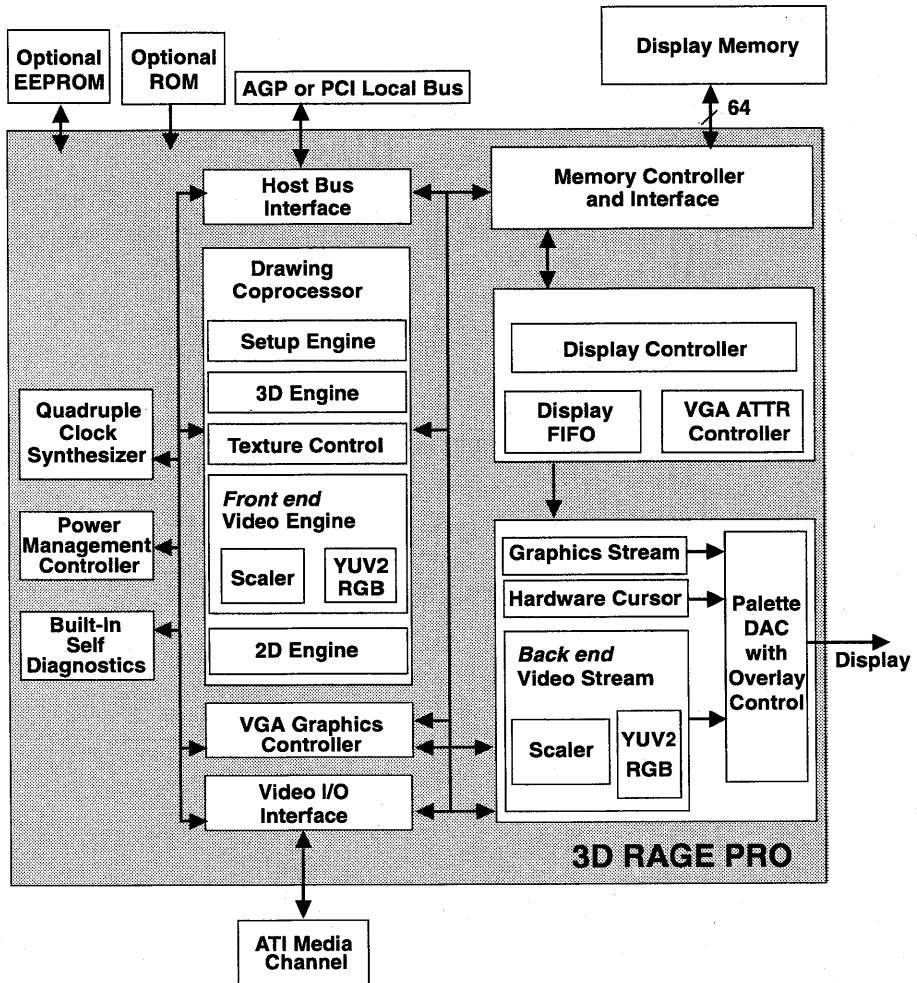 Optional
EEPROM
Optional
ROM
AGP or PCI Local Bus
Display Memory
64
Host Bus
Interface
Memory Controller
and Interface
Drawing
Coprocessor
Setup Engine
3D Engine
Texture Control
Front end
Video Engine
Scaler
YUV2
RGB
2D Engine
Display Controller
Display
FIFO
VGA ATTR
Controller
Quadruple
Clock
Synthesizer
Power
Management
Controller
Built-In
Self
Diagnostics
Graphics Stream
Hardware Cursor
Back end
Video Stream
Scaler
YUV2
RGB
Palette
DAC
with
Overlay
Control
Display
VGA Graphics
Controller
Video I/O
Interface
3D RAGE PRO
ATI Media
Channel